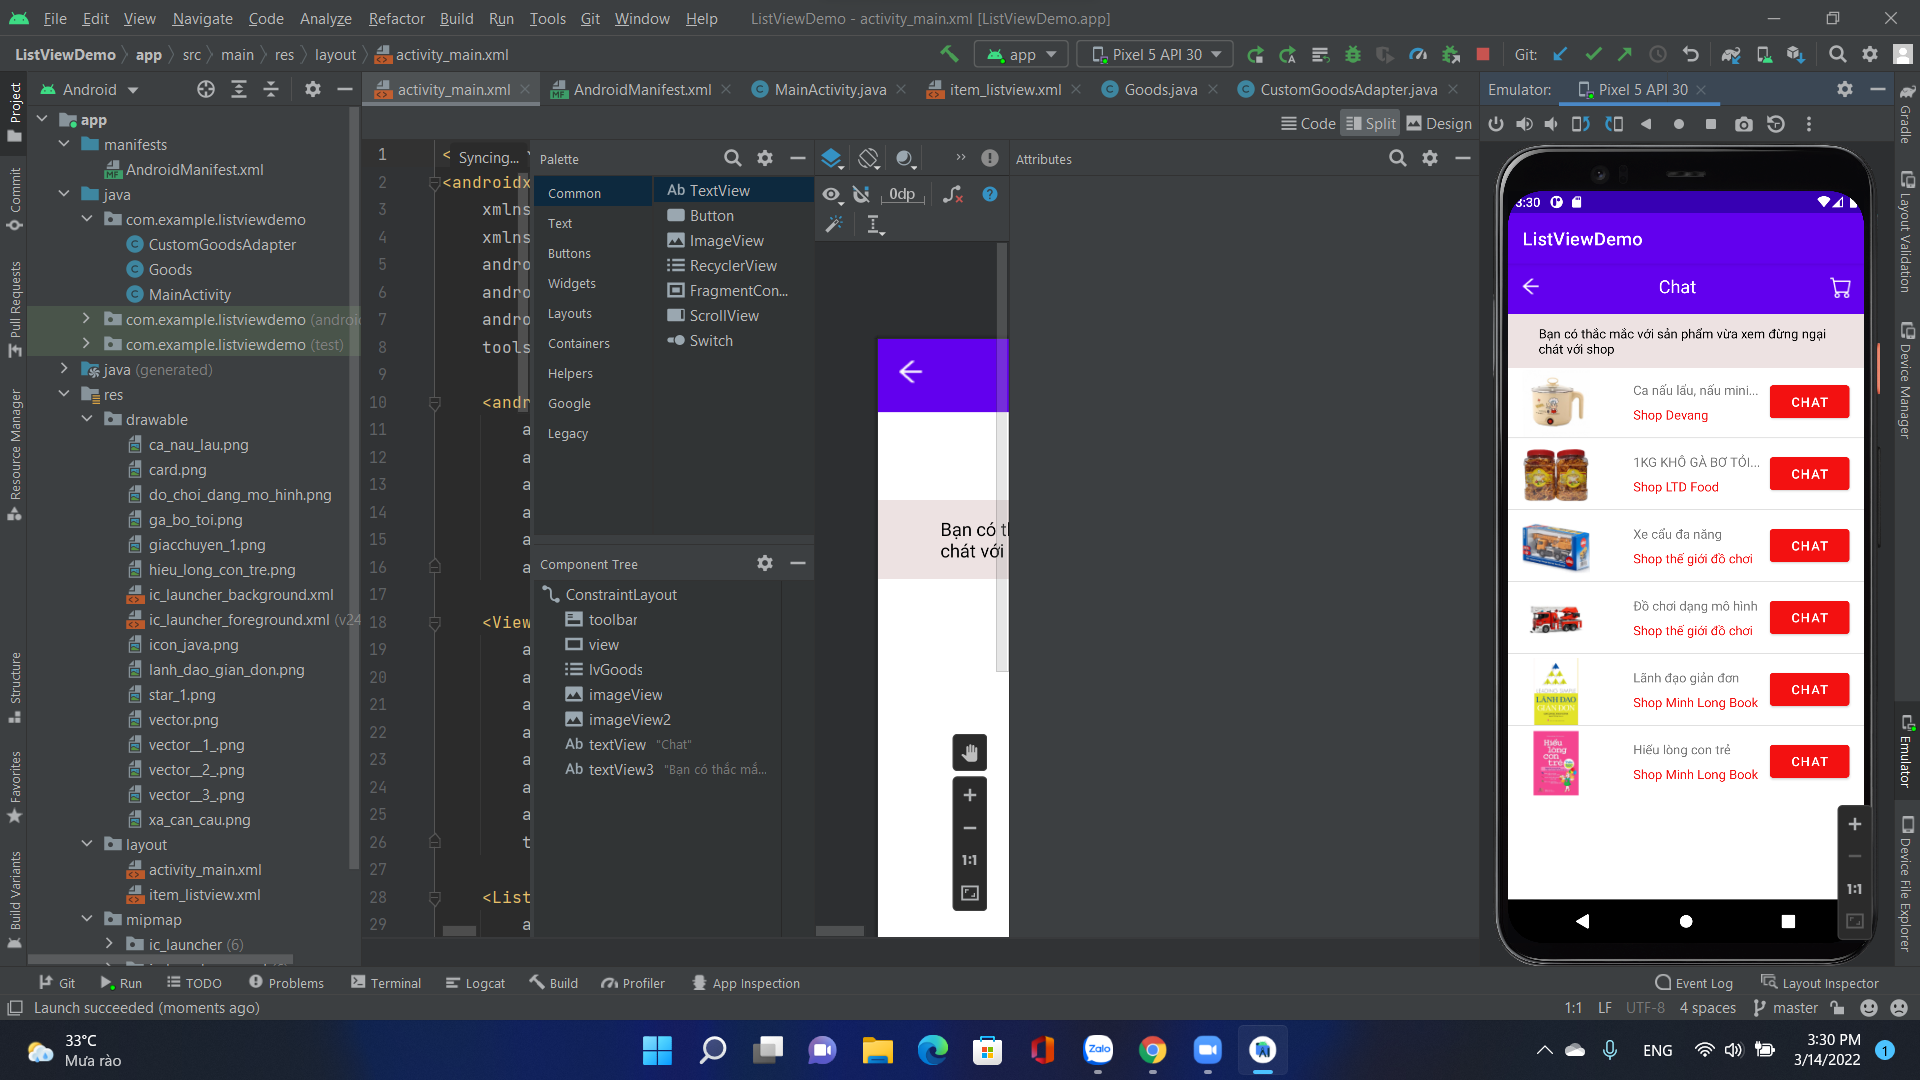 File Edit View Navigate Code Analyze Refactor Build Run Tools Git Window Help ListViewDemo - activity_main.xml [ListViewDemo.app]
ListViewDemo app src main res layout activity_main.xml app Pixel 5 API 30 Git:
Android
activity_main.xml AndroidManifest.xml MainActivity.java item_listview.xml Goods.java CustomGoodsAdapter.java
Emulator: Pixel 5 API 30
Code Split Design
Project
Commit
Pull Requests
Resource Manager
Structure
Favorites
Build Variants
app
manifests
AndroidManifest.xml
java
com.example.listviewdemo
CustomGoodsAdapter
Goods
MainActivity
com.example.listviewdemo (androi
com.example.listviewdemo (test)
java (generated)
res
drawable
ca_nau_lau.png
card.png
do_choi_dang_mo_hinh.png
ga_bo_toi.png
giacchuyen_1.png
hieu_long_con_tre.png
ic_launcher_background.xml
ic_launcher_foreground.xml (v24
icon_java.png
lanh_dao_gian_don.png
star_1.png
vector.png
vector__1_.png
vector__2_.png
vector__3_.png
xa_can_cau.png
layout
activity_main.xml
item_listview.xml
mipmap
ic_launcher (6)
1 < Syncing...
2 <androidx
3 xmlns
4 xmlns
5 andro
6 andro
7 andro
8 tools
9
10 <andr
11 a
12 a
13 a
14 a
15 a
16 a
17
18 <View
19 a
20 a
21 a
22 a
23 a
24 a
25 a
26 t
27
28 <List
29 a
Palette
Common
Text
Buttons
Widgets
Layouts
Containers
Helpers
Google
Legacy
Ab TextView
Button
ImageView
RecyclerView
FragmentCon...
ScrollView
Switch
Component Tree
ConstraintLayout
toolbar
view
lvGoods
imageView
imageView2
Ab textView "Chat"
Ab textView3 "Bạn có thắc mắ...
0dp
Bạn có th
chát với
1:1
Attributes
3:30
ListViewDemo
Chat
Bạn có thắc mắc với sản phẩm vừa xem đừng ngại
chát với shop
Ca nấu lẩu, nấu mini...
Shop Devang
CHAT
1KG KHÔ GÀ BƠ TỎI...
Shop LTD Food
CHAT
Xe cẩu đa năng
Shop thế giới đồ chơi
CHAT
Đồ chơi dạng mô hình
Shop thế giới đồ chơi
CHAT
LÃNH ĐẠO
GIẢN ĐƠN
Lãnh đạo giản đơn
Shop Minh Long Book
CHAT
Hiểu
lòng con
trẻ
Hiểu lòng con trẻ
Shop Minh Long Book
CHAT
1:1
Gradle
Layout Validation
Device Manager
Emulator
Device File Explorer
Git Run TODO Problems Terminal Logcat Build Profiler App Inspection Event Log Layout Inspector
Launch succeeded (moments ago) 1:1 LF UTF-8 4 spaces master
33°C
Mưa rào
Zalo
ENG
3:30 PM
3/14/2022
1